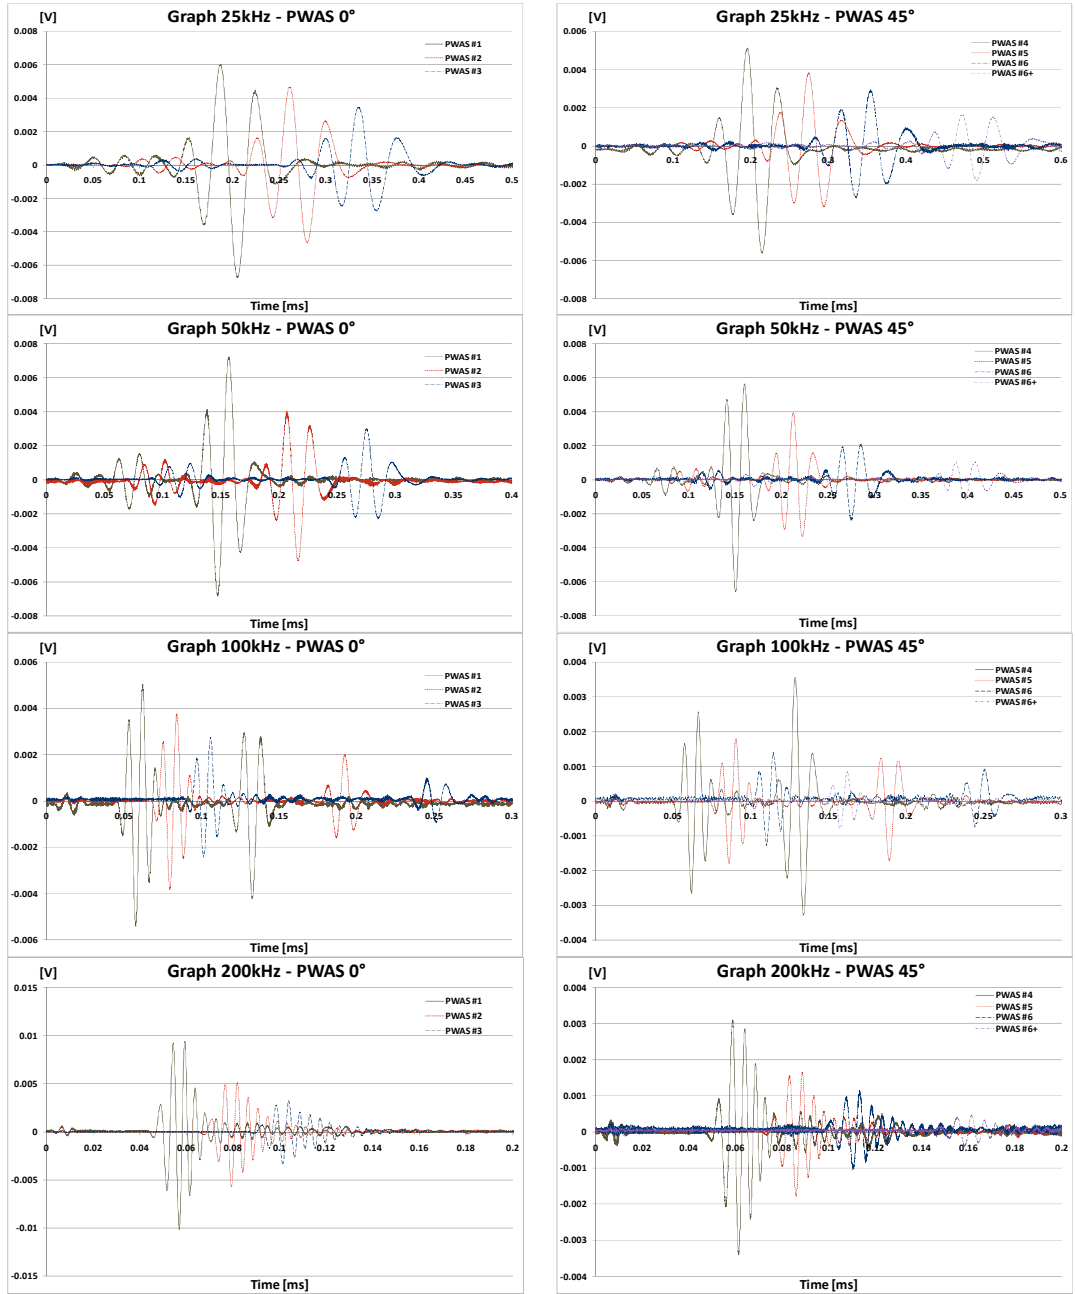 [V] Graph 25kHz - PWAS 0°
0.008
0.006
0.004
0.002
0
-0.002
-0.004
-0.006
-0.008
0 0.05 0.1 0.15 0.2 0.25 0.3 0.35 0.4 0.45 0.5
PWAS #1
PWAS #2
PWAS #3
Time [ms]
[V] Graph 25kHz - PWAS 45°
0.006
0.004
0.002
0
-0.002
-0.004
-0.006
-0.008
0 0.1 0.2 0.3 0.4 0.5 0.6
PWAS #4
PWAS #5
PWAS #6
PWAS #6+
Time [ms]
[V] Graph 50kHz - PWAS 0°
0.008
0.006
0.004
0.002
0
-0.002
-0.004
-0.006
-0.008
0 0.05 0.1 0.15 0.2 0.25 0.3 0.35 0.4
PWAS #1
PWAS #2
PWAS #3
Time [ms]
[V] Graph 50kHz - PWAS 45°
0.008
0.006
0.004
0.002
0
-0.002
-0.004
-0.006
-0.008
0 0.05 0.1 0.15 0.2 0.25 0.3 0.35 0.4 0.45 0.5
PWAS #4
PWAS #5
PWAS #6
PWAS #6+
Time [ms]
[V] Graph 100kHz - PWAS 0°
0.006
0.004
0.002
0
-0.002
-0.004
-0.006
0 0.05 0.1 0.15 0.2 0.25 0.3
PWAS #1
PWAS #2
PWAS #3
Time [ms]
[V] Graph 100kHz - PWAS 45°
0.004
0.003
0.002
0.001
0
-0.001
-0.002
-0.003
-0.004
0 0.05 0.1 0.15 0.2 0.25 0.3
PWAS #4
PWAS #5
PWAS #6
PWAS #6+
Time [ms]
[V] Graph 200kHz - PWAS 0°
0.015
0.01
0.005
0
-0.005
-0.01
-0.015
0 0.02 0.04 0.06 0.08 0.1 0.12 0.14 0.16 0.18 0.2
PWAS #1
PWAS #2
PWAS #3
Time [ms]
[V] Graph 200kHz - PWAS 45°
0.004
0.003
0.002
0.001
0
-0.001
-0.002
-0.003
-0.004
0 0.02 0.04 0.06 0.08 0.1 0.12 0.14 0.16 0.18 0.2
PWAS #4
PWAS #5
PWAS #6
PWAS #6+
Time [ms]